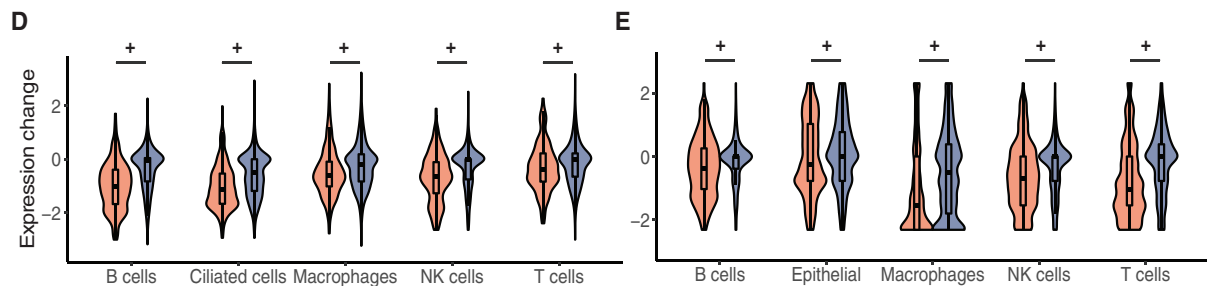 D
+ + + + +
Expression change
2
0
−2
B cells Ciliated cells Macrophages NK cells T cells
E
+ + + + +
2
0
−2
B cells Epithelial Macrophages NK cells T cells